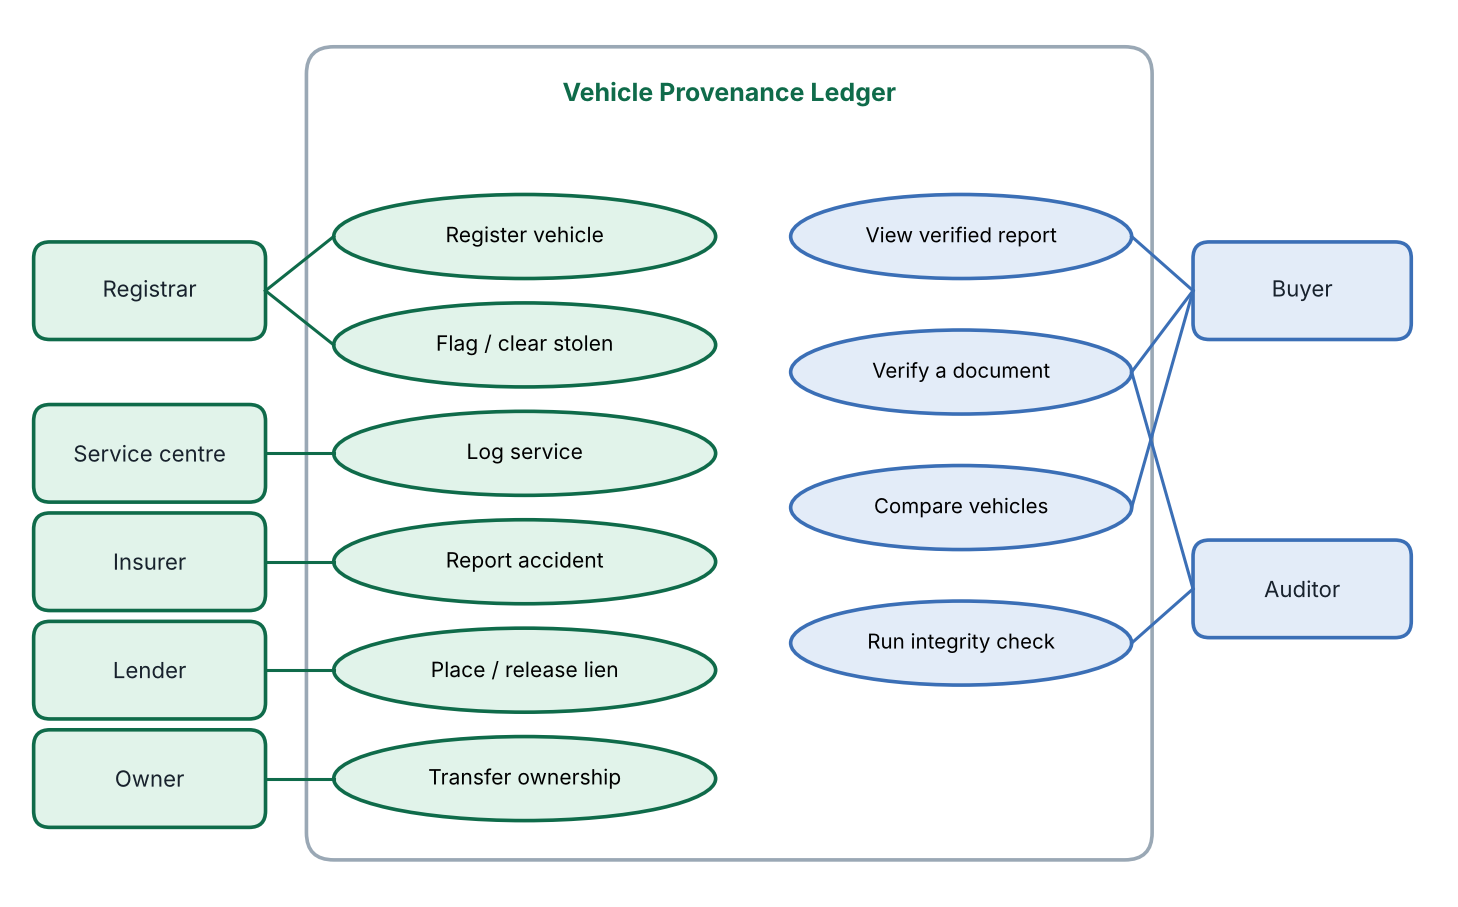 Vehicle Provenance Ledger
Registrar
Service centre
Insurer
Lender
Owner
Register vehicle
Flag / clear stolen
Log service
Report accident
Place / release lien
Transfer ownership
View verified report
Verify a document
Compare vehicles
Run integrity check
Buyer
Auditor